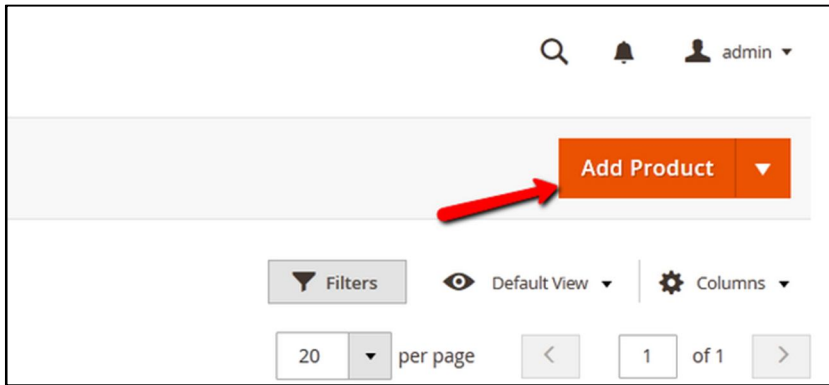 admin
Add Product
Filters Default View Columns
20 per page 1 of 1